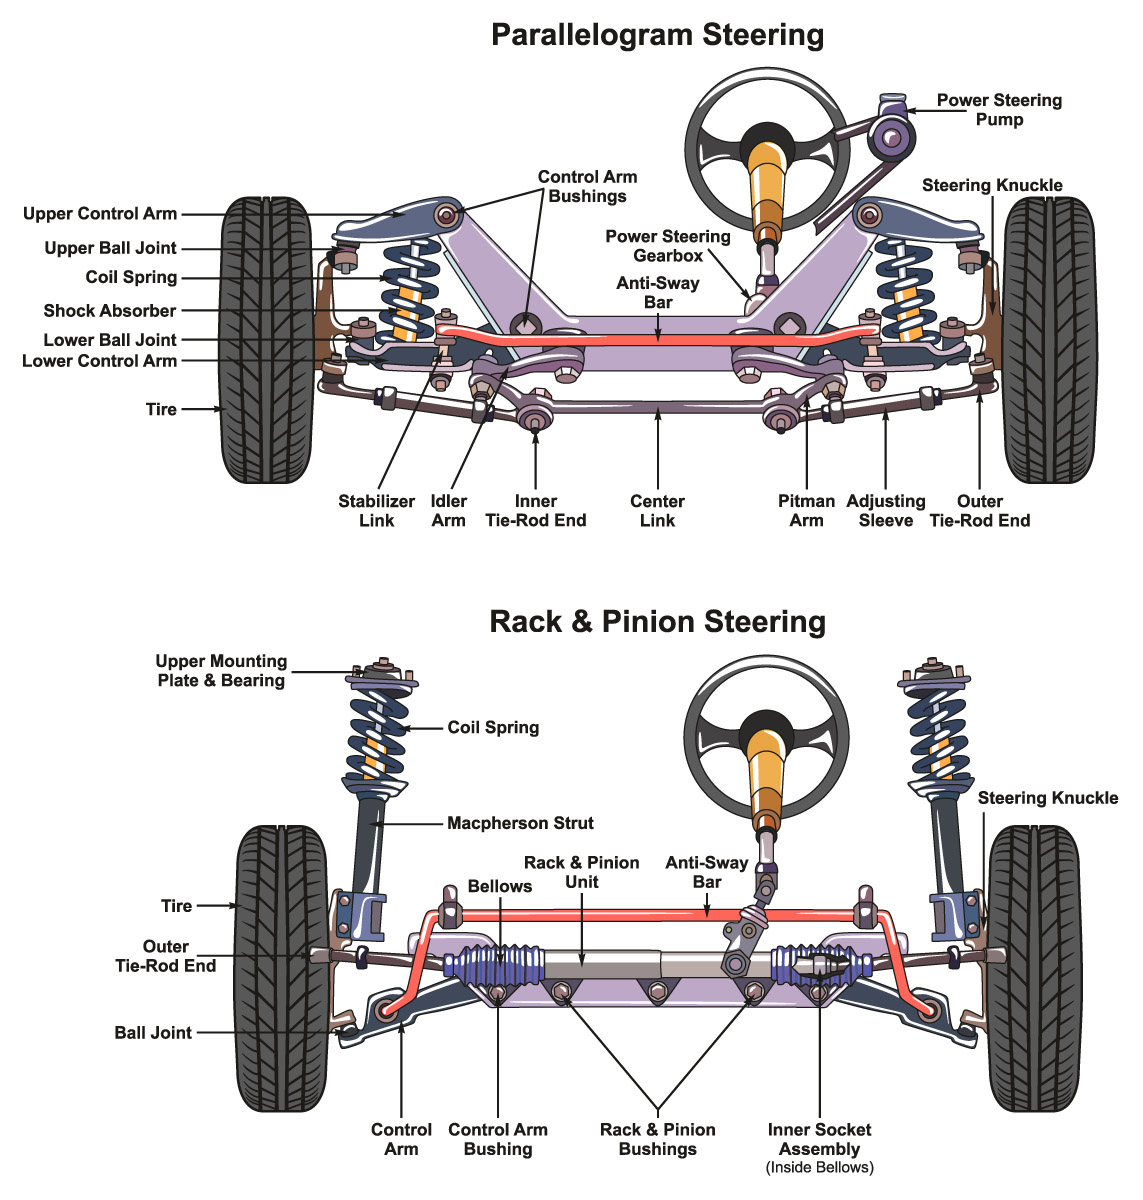 Parallelogram Steering
Power Steering
Pump
Control Arm
Bushings
Steering Knuckle
Upper Control Arm
Power Steering
Gearbox
Upper Ball Joint
Coil Spring
Anti-Sway
Bar
Shock Absorber
Lower Ball Joint
Lower Control Arm
Tire
Stabilizer
Link
Idler
Arm
Inner
Tie-Rod End
Center
Link
Pitman
Arm
Adjusting
Sleeve
Outer
Tie-Rod End
Rack & Pinion Steering
Upper Mounting
Plate & Bearing
Coil Spring
Steering Knuckle
Macpherson Strut
Rack & Pinion
Unit
Anti-Sway
Bar
Bellows
Tire
Outer
Tie-Rod End
Ball Joint
Control
Arm
Control Arm
Bushing
Rack & Pinion
Bushings
Inner Socket
Assembly
(Inside Bellows)